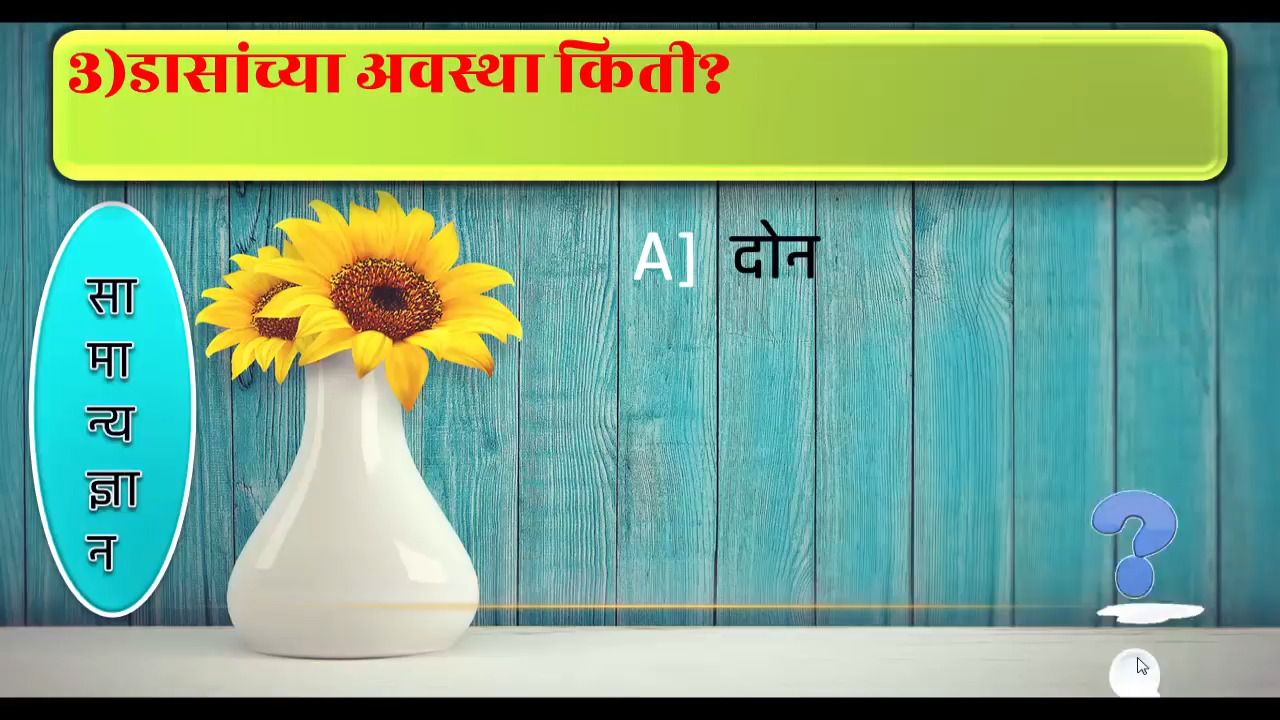 3)डासांच्या अवस्था किती?
A] दोन
सा
मा
न्य
ज्ञा
न
?